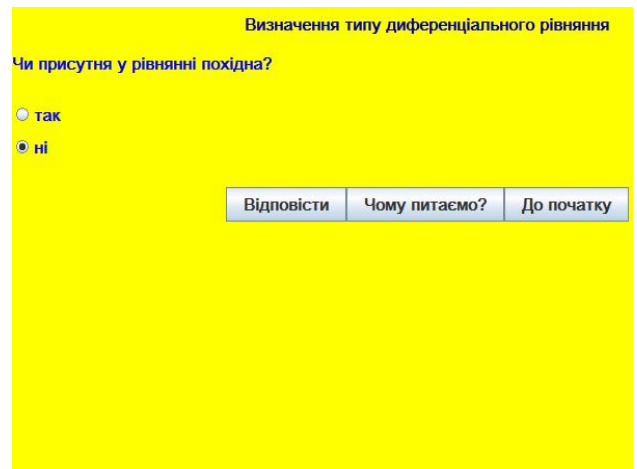 Визначення типу диференціального рівняння
Чи присутня у рівнянні похідна?
так
ні
Відповісти Чому питаємо? До початку